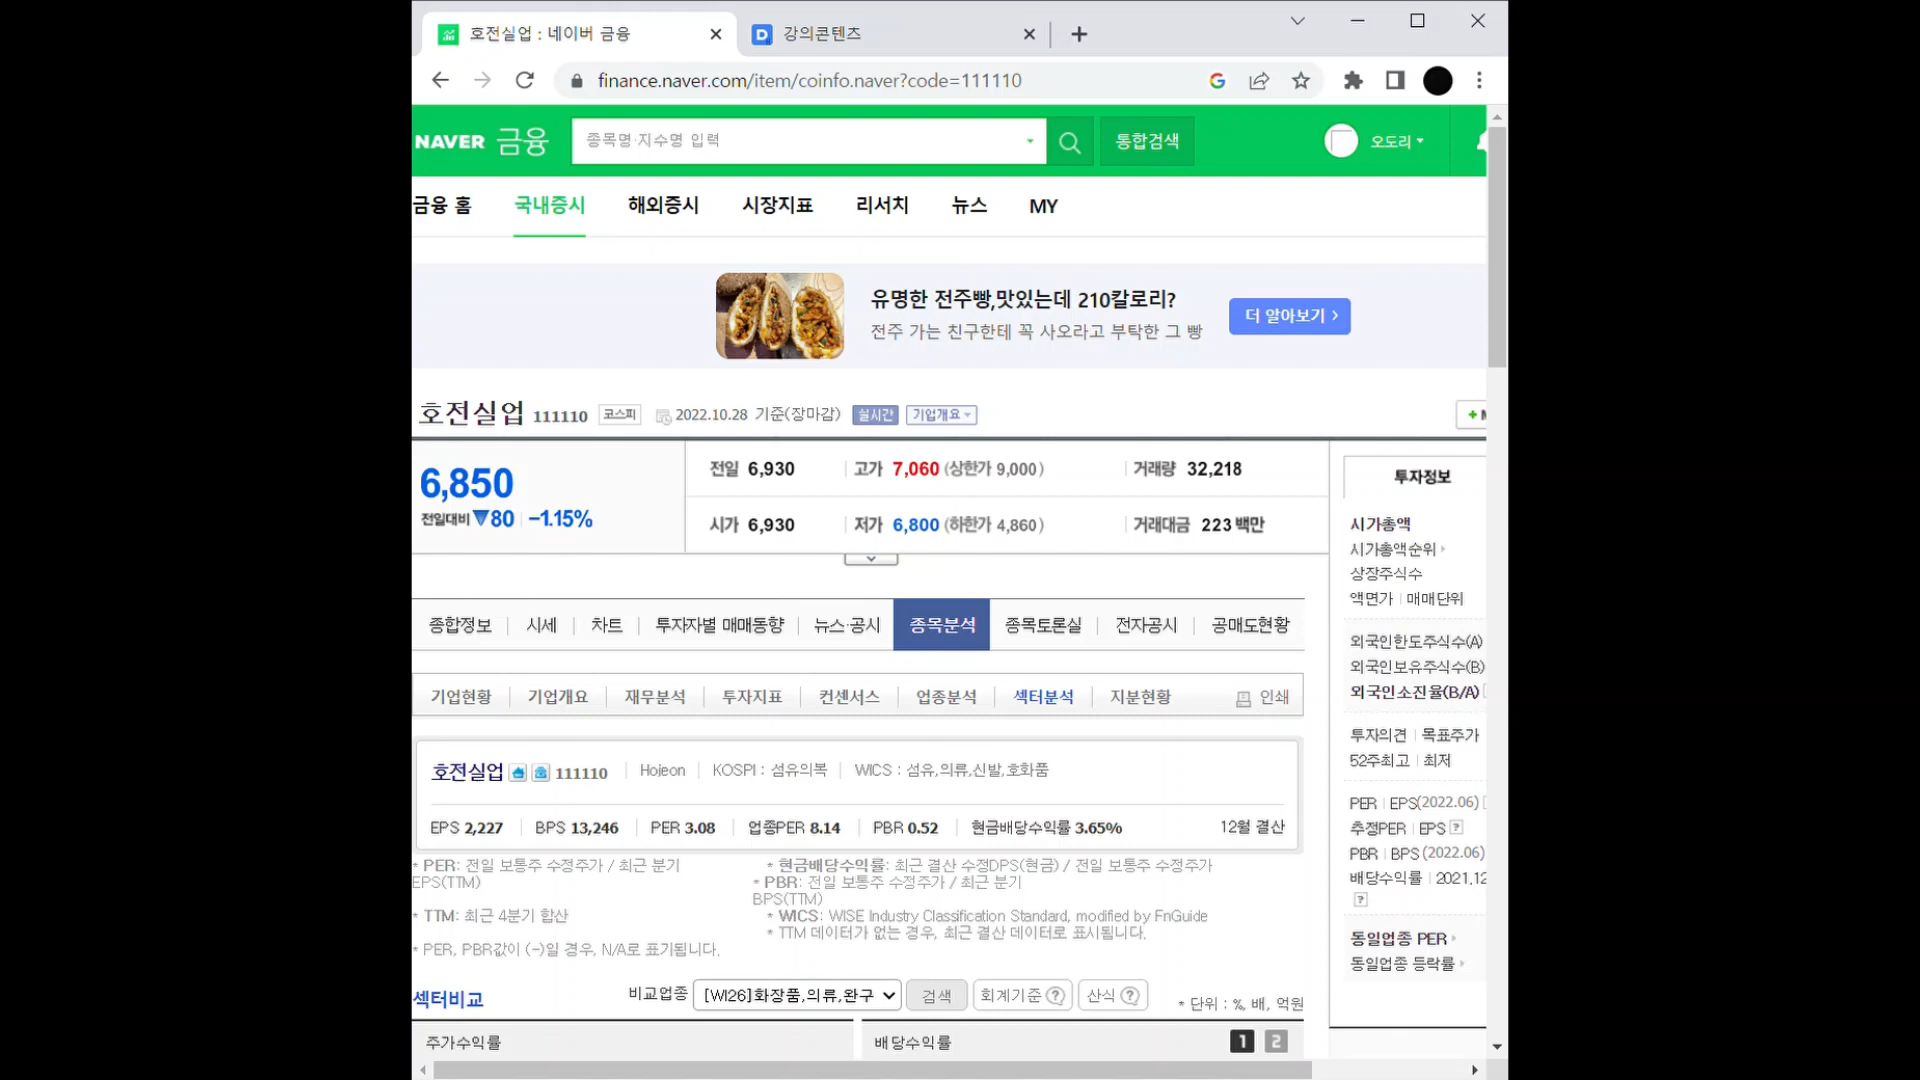 호전실업 : 네이버 금융
강의콘텐츠
finance.naver.com/item/coinfo.naver?code=111110
NAVER 금융
종목명·지수명 입력
통합검색
오도리
금융 홈 국내증시 해외증시 시장지표 리서치 뉴스 MY
유명한 전주빵,맛있는데 210칼로리?
전주 가는 친구한테 꼭 사오라고 부탁한 그 빵
더 알아보기 >
호전실업 111110 코스피 2022.10.28 기준(장마감) 실시간 기업개요
6,850
전일대비 ▼80 -1.15%
전일 6,930 고가 7,060 (상한가 9,000) 거래량 32,218
시가 6,930 저가 6,800 (하한가 4,860) 거래대금 223 백만
종합정보 시세 차트 투자자별 매매동향 뉴스·공시 종목분석 종목토론실 전자공시 공매도현황
기업현황 기업개요 재무분석 투자지표 컨센서스 업종분석 섹터분석 지분현황 인쇄
호전실업 111110 Hojeon KOSPI : 섬유의복 WICS : 섬유,의류,신발,호화품
EPS 2,227 BPS 13,246 PER 3.08 업종PER 8.14 PBR 0.52 현금배당수익률 3.65% 12월 결산
* PER: 전일 보통주 수정주가 / 최근 분기
EPS(TTM)
* TTM: 최근 4분기 합산
* PER, PBR값이 (-)일 경우, N/A로 표기됩니다.
* 현금배당수익률: 최근 결산 수정DPS(현금) / 전일 보통주 수정주가
* PBR: 전일 보통주 수정주가 / 최근 분기
BPS(TTM)
* WICS: WISE Industry Classification Standard, modified by FnGuide
* TTM 데이터가 없는 경우, 최근 결산 데이터로 표시됩니다.
섹터비교 비교업종 [WI26]화장품,의류,완구 검색 회계기준 ? 산식 ? * 단위 : %, 배, 억원
주가수익률
배당수익률 1 2
투자정보
시가총액
시가총액순위
상장주식수
액면가 | 매매단위
외국인한도주식수(A)
외국인보유주식수(B)
외국인소진율(B/A)
투자의견 | 목표주가
52주최고 | 최저
PER | EPS(2022.06)
추정PER | EPS ?
PBR | BPS (2022.06)
배당수익률 | 2021.12
?
동일업종 PER
동일업종 등락률